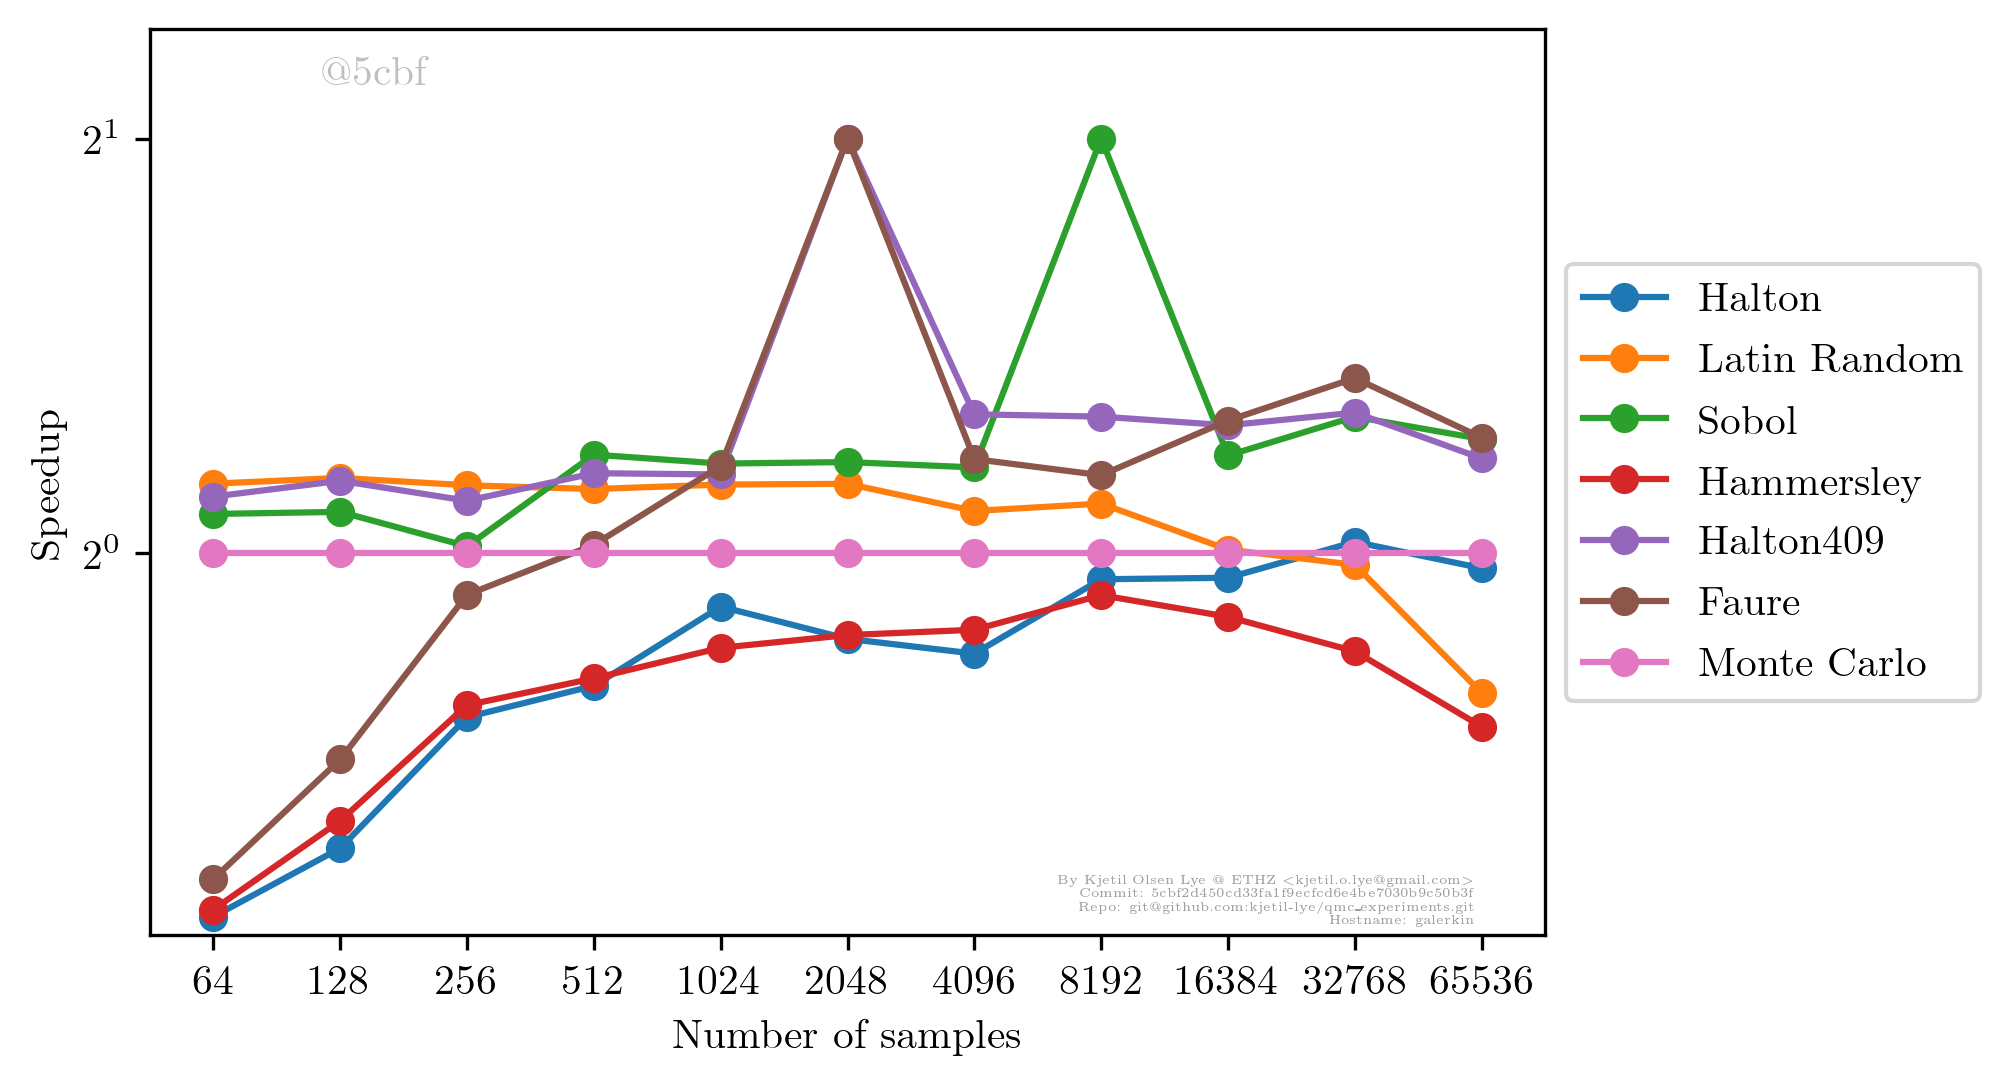 @5cbf
2^1
2^0
Speedup
64 128 256 512 1024 2048 4096 8192 16384 32768 65536
Number of samples
Halton
Latin Random
Sobol
Hammersley
Halton409
Faure
Monte Carlo
By Kjetil Olsen Lye @ ETHZ <kjetil.o.lye@gmail.com>
Commit: 5cbf2d450cd33fa1f9ecfcd6e4be7030b9c50b3f
Repo: git@github.com:kjetil-lye/qmc_experiments.git
Hostname: galerkin